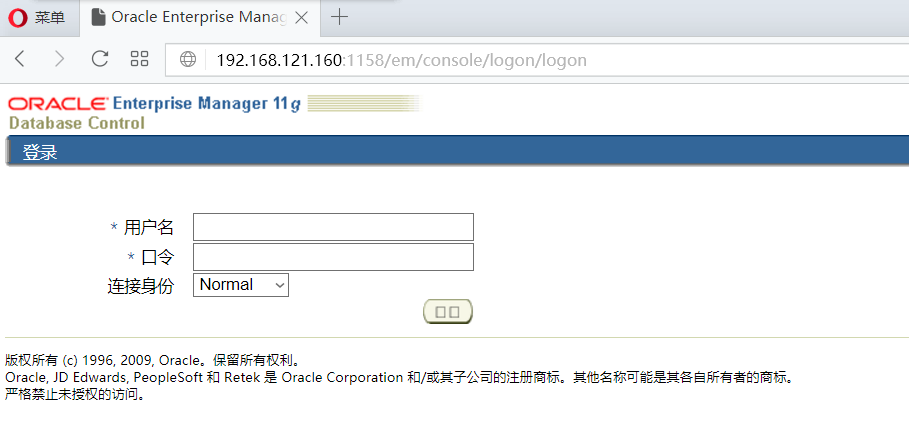 菜单
Oracle Enterprise Manag
192.168.121.160:1158/em/console/logon/logon
ORACLE Enterprise Manager 11g
Database Control
登录
* 用户名
* 口令
连接身份 Normal
版权所有 (c) 1996, 2009, Oracle。保留所有权利。
Oracle, JD Edwards, PeopleSoft 和 Retek 是 Oracle Corporation 和/或其子公司的注册商标。其他名称可能是其各自所有者的商标。
严格禁止未授权的访问。